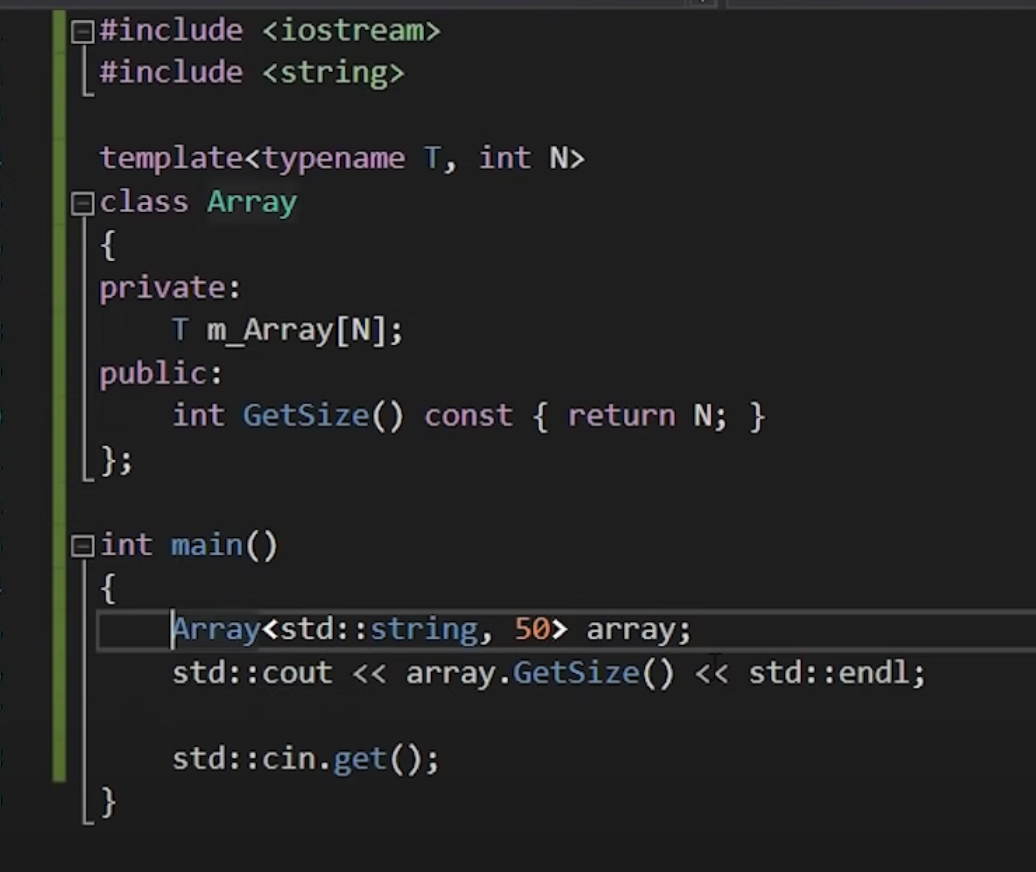 #include <iostream>
#include <string>
template<typename T, int N>
class Array
{
private:
T m_Array[N];
public:
int GetSize() const { return N; }
};
int main()
{
Array<std::string, 50> array;
std::cout << array.GetSize() << std::endl;
std::cin.get();
}